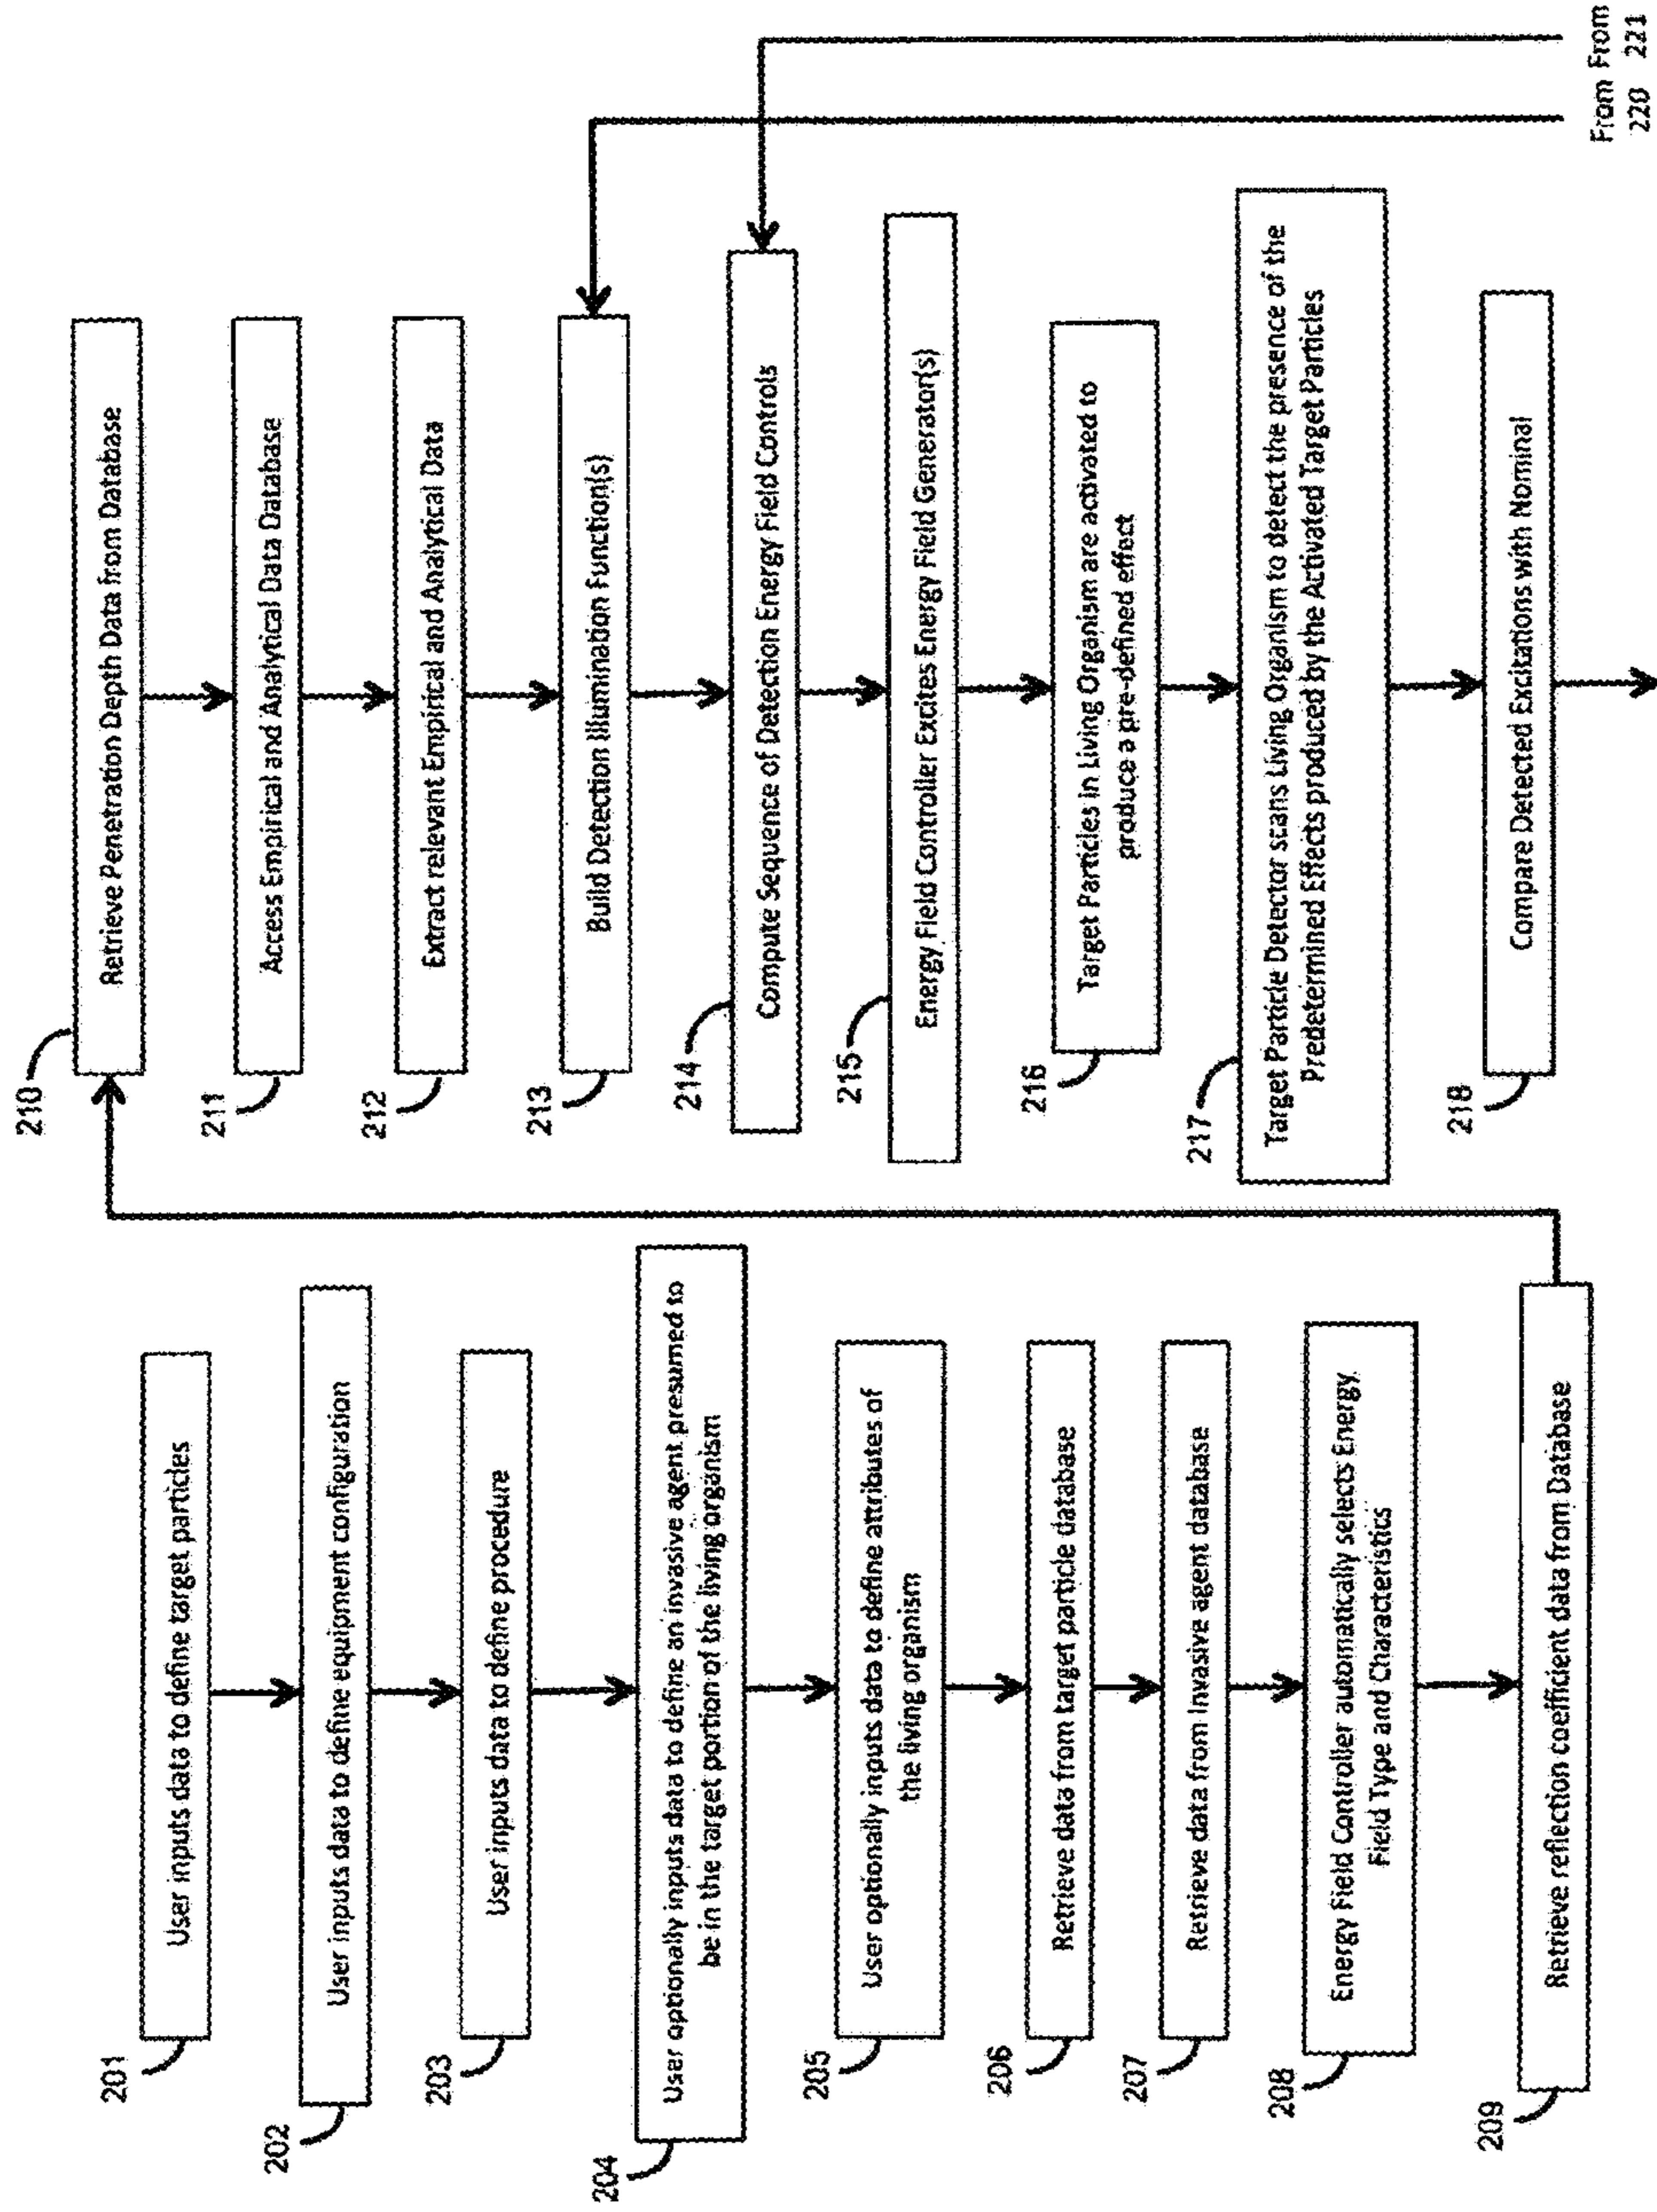 201
User inputs data to define target particles
202
User inputs data to define equipment configuration
203
User inputs data to define procedure
204
User optionally inputs data to define an invasive agent presumed to
be in the target portion of the living organism
205
User optionally inputs data to define attributes of
the living organism
206
Retrieve data from target particle database
207
Retrieve data from invasive agent database
208
Energy Field Controller automatically selects Energy
Field Type and Characteristics
209
Retrieve reflection coefficient data from Database
210
Retrieve Penetration Depth Data from Database
211
Access Empirical and Analytical Data Database
212
Extract relevant Empirical and Analytical Data
213
Build Detection Illumination Function(s)
214
Compute Sequence of Detection Energy Field Controls
215
Energy Field Controller Excites Energy Field Generator(s)
216
Target Particles in Living Organism are activated to
produce a pre-defined effect
217
Target Particle Detector scans Living Organism to detect the presence of the
Predetermined Effects produced by the Activated Target Particles
218
Compare Detected Excitations with Nominal
From From
220 221